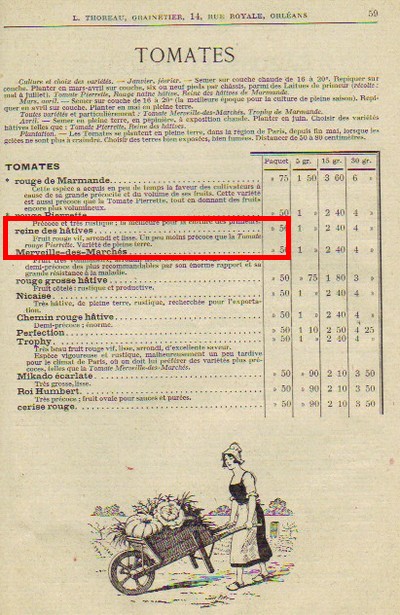 L. THOREAU, GRAINETIER, 14, RUE ROYALE, ORLÉANS 59
TOMATES
Culture et choix des variétés. — Janvier, février. — Semer sur couche chaude de 16 à 20°. Repiquer sur
couche. Planter en mars-avril sur couche, six ou neuf pieds par châssis, parmi des Laitues de primeur (récolte:
mai à juillet). Tomate Pierrette, Rouge naine hâtive. Reine des hâtives, Rouge de Marmande.
Mars, avril. — Semer sur couche de 16 à 20° (la meilleure époque pour la culture de pleine saison). Repi-
quer en avril sur couche. Planter en mai en pleine terre.
Toutes variétés et particulièrement : Tomate Merveille-des-Marchés, Trophy, de Marmande.
Avril. — Semer en pleine terre, en pépinière, à exposition chaude. Planter en Juin. Choisir des variétés
hâtives telles que : Tomate Pierrette, Reine des hâtives.
Plantation. — Les Tomates se plantent en pleine terre, dans la région de Paris, depuis fin mai, lorsque les
gelées ne sont plus à craindre. Choisir des terres bien exposées, bien fumées. Distancer de 50 à 80 centimètres.
TOMATES Paquet 5 gr. 15 gr. 30 gr.
* rouge de Marmande » 75 1 50 3 60 6 »
Cette espèce a acquis en peu de temps la faveur des cultivateurs à
cause de sa grande précocité et du volume de ses fruits. Cette variété
est aussi précoce que la Tomate Pierrette, tout en donnant des fruits
encore plus volumineux.
* rouge Pierrette » 50 1 » 2 40 4 »
Précoce et très rustique ; la meilleure pour la culture des primeurs.
reine des hâtives » 50 1 » 2 40 4 »
Fruit rouge vif, arrondi et lisse. Un peu moins précoce que la Tomate
rouge Pierrette. Variété de pleine terre.
Merveille-des-Marchés » 50 1 » 2 40 4 »
demi-précoce des plus recommandables par son énorme rapport et sa
grande résistance à la maladie.
rouge grosse hâtive » 50 » 75 1 80 3 »
Fruit côtelé ; rustique et productive.
Nicaise » 50 1 » 2 40 4 »
Très hâtive, de pleine terre, rustique, recherchée pour l'exporta-
tion.
Chemin rouge hâtive » 50 1 » 2 40 4 »
Demi-précoce ; énorme.
Perfection » 50 1 10 2 50 4 25
Trophy » 50 1 » 2 40 4 »
Très beau fruit rouge vif, lisse, arrondi, d'excellente saveur.
Espèce vigoureuse et rustique, malheureusement un peu tardive
pour le climat de Paris, où on doit lui préférer des variétés plus pré-
coces, telles que la Tomate Merveille-des-Marchés.
Mikado écarlate » 50 » 90 2 10 3 50
Très grosse, lisse.
Roi Humbert » 50 » 90 2 10 3 50
Très précoce ; fruit ovale pour sauces et purées.
cerise rouge » 50 » 90 2 10 3 50